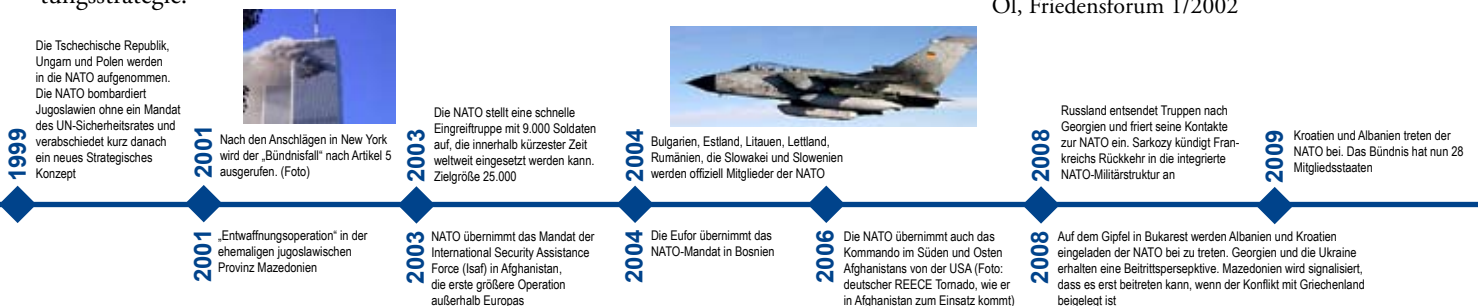 tungsstrategie.
Öl, Friedensforum 1/2002
1999
Die Tschechische Republik,
Ungarn und Polen werden
in die NATO aufgenommen.
Die NATO bombardiert
Jugoslawien ohne ein Mandat
des UN-Sicherheitsrates und
verabschiedet kurz danach
ein neues Strategisches
Konzept
2001
Nach den Anschlägen in New York
wird der „Bündnisfall“ nach Artikel 5
ausgerufen. (Foto)
2003
Die NATO stellt eine schnelle
Eingreiftruppe mit 9.000 Soldaten
auf, die innerhalb kürzester Zeit
weltweit eingesetzt werden kann.
Zielgröße 25.000
2004
Bulgarien, Estland, Litauen, Lettland,
Rumänien, die Slowakei und Slowenien
werden offiziell Mitglieder der NATO
2008
Russland entsendet Truppen nach
Georgien und friert seine Kontakte
zur NATO ein. Sarkozy kündigt Fran-
kreichs Rückkehr in die integrierte
NATO-Militärstruktur an
2009
Kroatien und Albanien treten der
NATO bei. Das Bündnis hat nun 28
Mitgliedsstaaten
2001
„Entwaffnungsoperation“ in der
ehemaligen jugoslawischen
Provinz Mazedonien
2003
NATO übernimmt das Mandat der
International Security Assistance
Force (Isaf) in Afghanistan,
die erste größere Operation
außerhalb Europas
2004
Die Eufor übernimmt das
NATO-Mandat in Bosnien
2006
Die NATO übernimmt auch das
Kommando im Süden und Osten
Afghanistans von der USA (Foto:
deutscher REECE Tornado, wie er
in Afghanistan zum Einsatz kommt)
2008
Auf dem Gipfel in Bukarest werden Albanien und Kroatien
eingeladen der NATO bei zu treten. Georgien und die Ukraine
erhalten eine Beitrittspersepktive. Mazedonien wird signalisiert,
dass es erst beitreten kann, wenn der Konflikt mit Griechenland
beigelegt ist